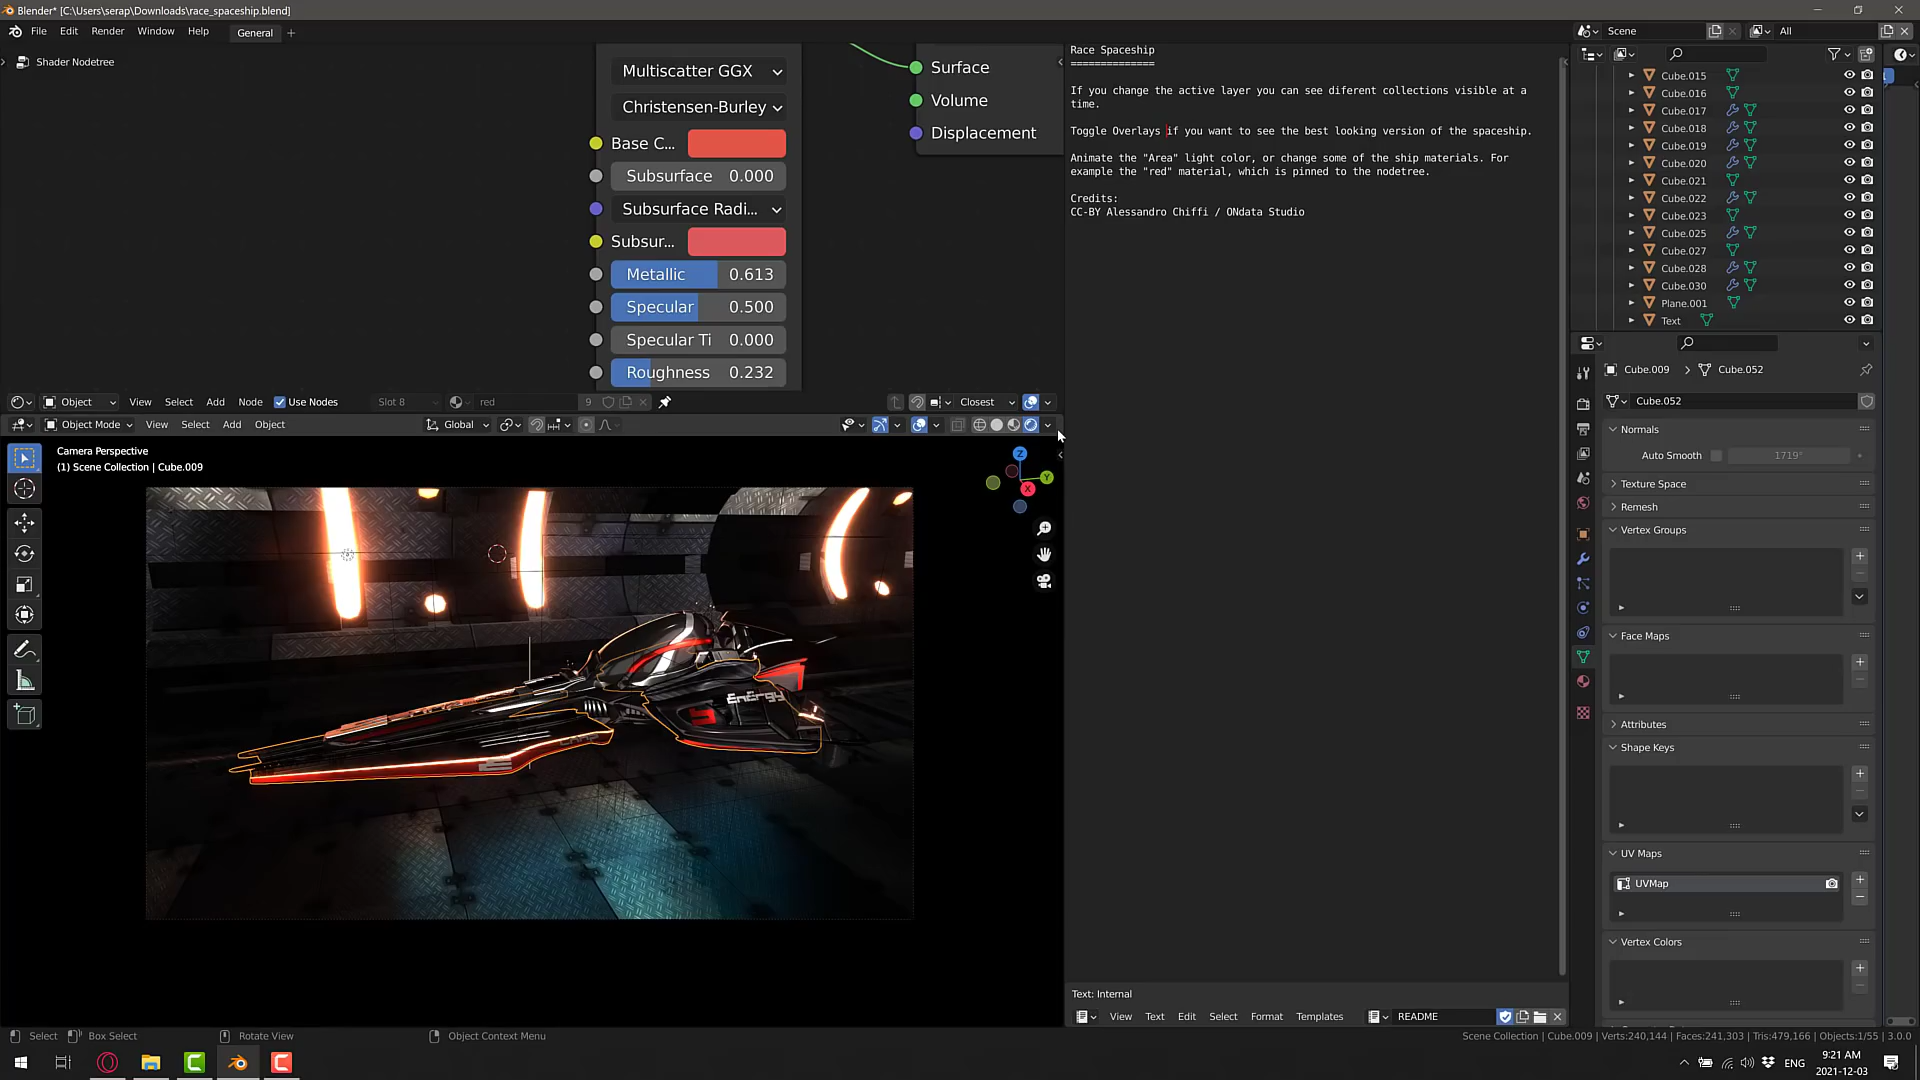 Blender* [C:\Users\serap\Downloads\race_spaceship.blend]
File Edit Render Window Help General Scene All
Shader Nodetree
Multiscatter GGX
Christensen-Burley
Base C...
Subsurface 0.000
Subsurface Radi...
Subsur...
Metallic 0.613
Specular 0.500
Specular Ti 0.000
Roughness 0.232
Surface
Volume
Displacement
Race Spaceship
==============
If you change the active layer you can see diferent collections visible at a
time.
Toggle Overlays if you want to see the best looking version of the spaceship.
Animate the "Area" light color, or change some of the ship materials. For
example the "red" material, which is pinned to the nodetree.
Credits:
CC-BY Alessandro Chiffi / ONdata Studio
Cube.015
Cube.016
Cube.017
Cube.018
Cube.019
Cube.020
Cube.021
Cube.022
Cube.023
Cube.025
Cube.027
Cube.028
Cube.030
Plane.001
Text
Object View Select Add Node Use Nodes Slot 8 red 9 Closest
Object Mode View Select Add Object Global
Camera Perspective
(1) Scene Collection | Cube.009
Z
Y
X
EnErgy
Cube.009 Cube.052
Cube.052
Normals
Auto Smooth 1719°
Texture Space
Remesh
Vertex Groups
Face Maps
Attributes
Shape Keys
UV Maps
UVMap
Vertex Colors
Text: Internal
View Text Edit Select Format Templates README
Select Box Select Rotate View Object Context Menu
Scene Collection | Cube.009 | Verts:240,144 | Faces:241,303 | Tris:479,166 | Objects:1/55 | 3.0.0
ENG
9:21 AM
2021-12-03